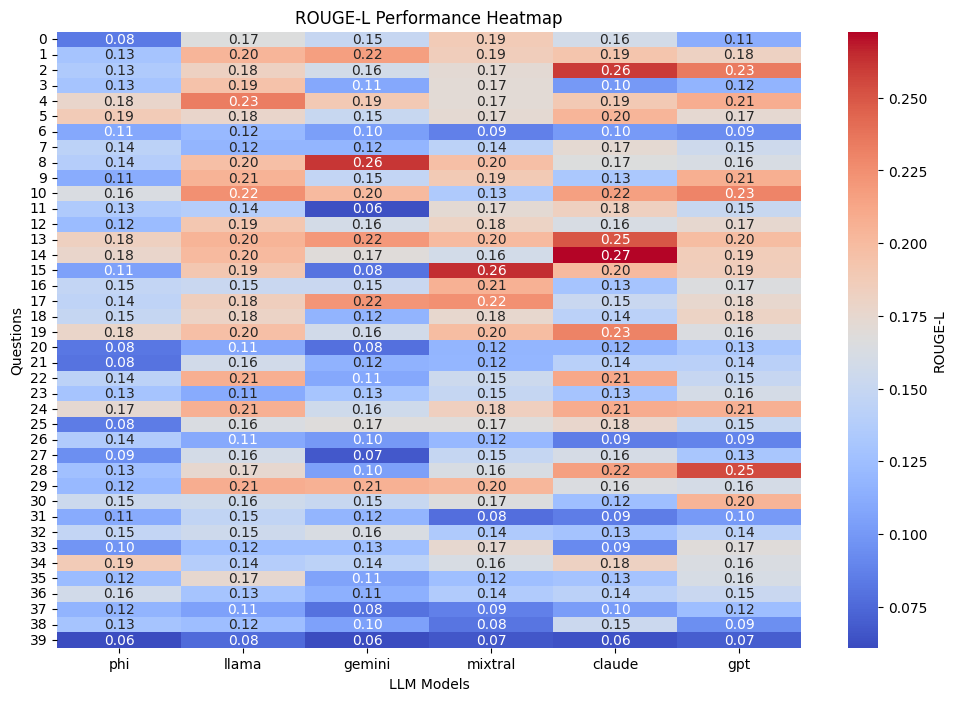 ROUGE-L Performance Heatmap
0 0.08 0.17 0.15 0.19 0.16 0.11
1 0.13 0.20 0.22 0.19 0.19 0.18
2 0.13 0.18 0.16 0.17 0.26 0.23
3 0.13 0.19 0.11 0.17 0.10 0.12
4 0.18 0.23 0.19 0.17 0.19 0.21
5 0.19 0.18 0.15 0.17 0.20 0.17
6 0.11 0.12 0.10 0.09 0.10 0.09
7 0.14 0.12 0.12 0.14 0.17 0.15
8 0.14 0.20 0.26 0.20 0.17 0.16
9 0.11 0.21 0.15 0.19 0.13 0.21
10 0.16 0.22 0.20 0.13 0.22 0.23
11 0.13 0.14 0.06 0.17 0.18 0.15
12 0.12 0.19 0.16 0.18 0.16 0.17
13 0.18 0.20 0.22 0.20 0.25 0.20
14 0.18 0.20 0.17 0.16 0.27 0.19
15 0.11 0.19 0.08 0.26 0.20 0.19
16 0.15 0.15 0.15 0.21 0.13 0.17
17 0.14 0.18 0.22 0.22 0.15 0.18
18 0.15 0.18 0.12 0.18 0.14 0.18
19 0.18 0.20 0.16 0.20 0.23 0.16
20 0.08 0.11 0.08 0.12 0.12 0.13
21 0.08 0.16 0.12 0.12 0.14 0.14
22 0.14 0.21 0.11 0.15 0.21 0.15
23 0.13 0.11 0.13 0.15 0.13 0.16
24 0.17 0.21 0.16 0.18 0.21 0.21
25 0.08 0.16 0.17 0.17 0.18 0.15
26 0.14 0.11 0.10 0.12 0.09 0.09
27 0.09 0.16 0.07 0.15 0.16 0.13
28 0.13 0.17 0.10 0.16 0.22 0.25
29 0.12 0.21 0.21 0.20 0.16 0.16
30 0.15 0.16 0.15 0.17 0.12 0.20
31 0.11 0.15 0.12 0.08 0.09 0.10
32 0.15 0.15 0.16 0.14 0.13 0.14
33 0.10 0.12 0.13 0.17 0.09 0.17
34 0.19 0.14 0.14 0.16 0.18 0.16
35 0.12 0.17 0.11 0.12 0.13 0.16
36 0.16 0.13 0.11 0.14 0.14 0.15
37 0.12 0.11 0.08 0.09 0.10 0.12
38 0.13 0.12 0.10 0.08 0.15 0.09
39 0.06 0.08 0.06 0.07 0.06 0.07
phi llama gemini mixtral claude gpt
LLM Models
Questions
0.250
0.225
0.200
0.175
0.150
0.125
0.100
0.075
ROUGE-L